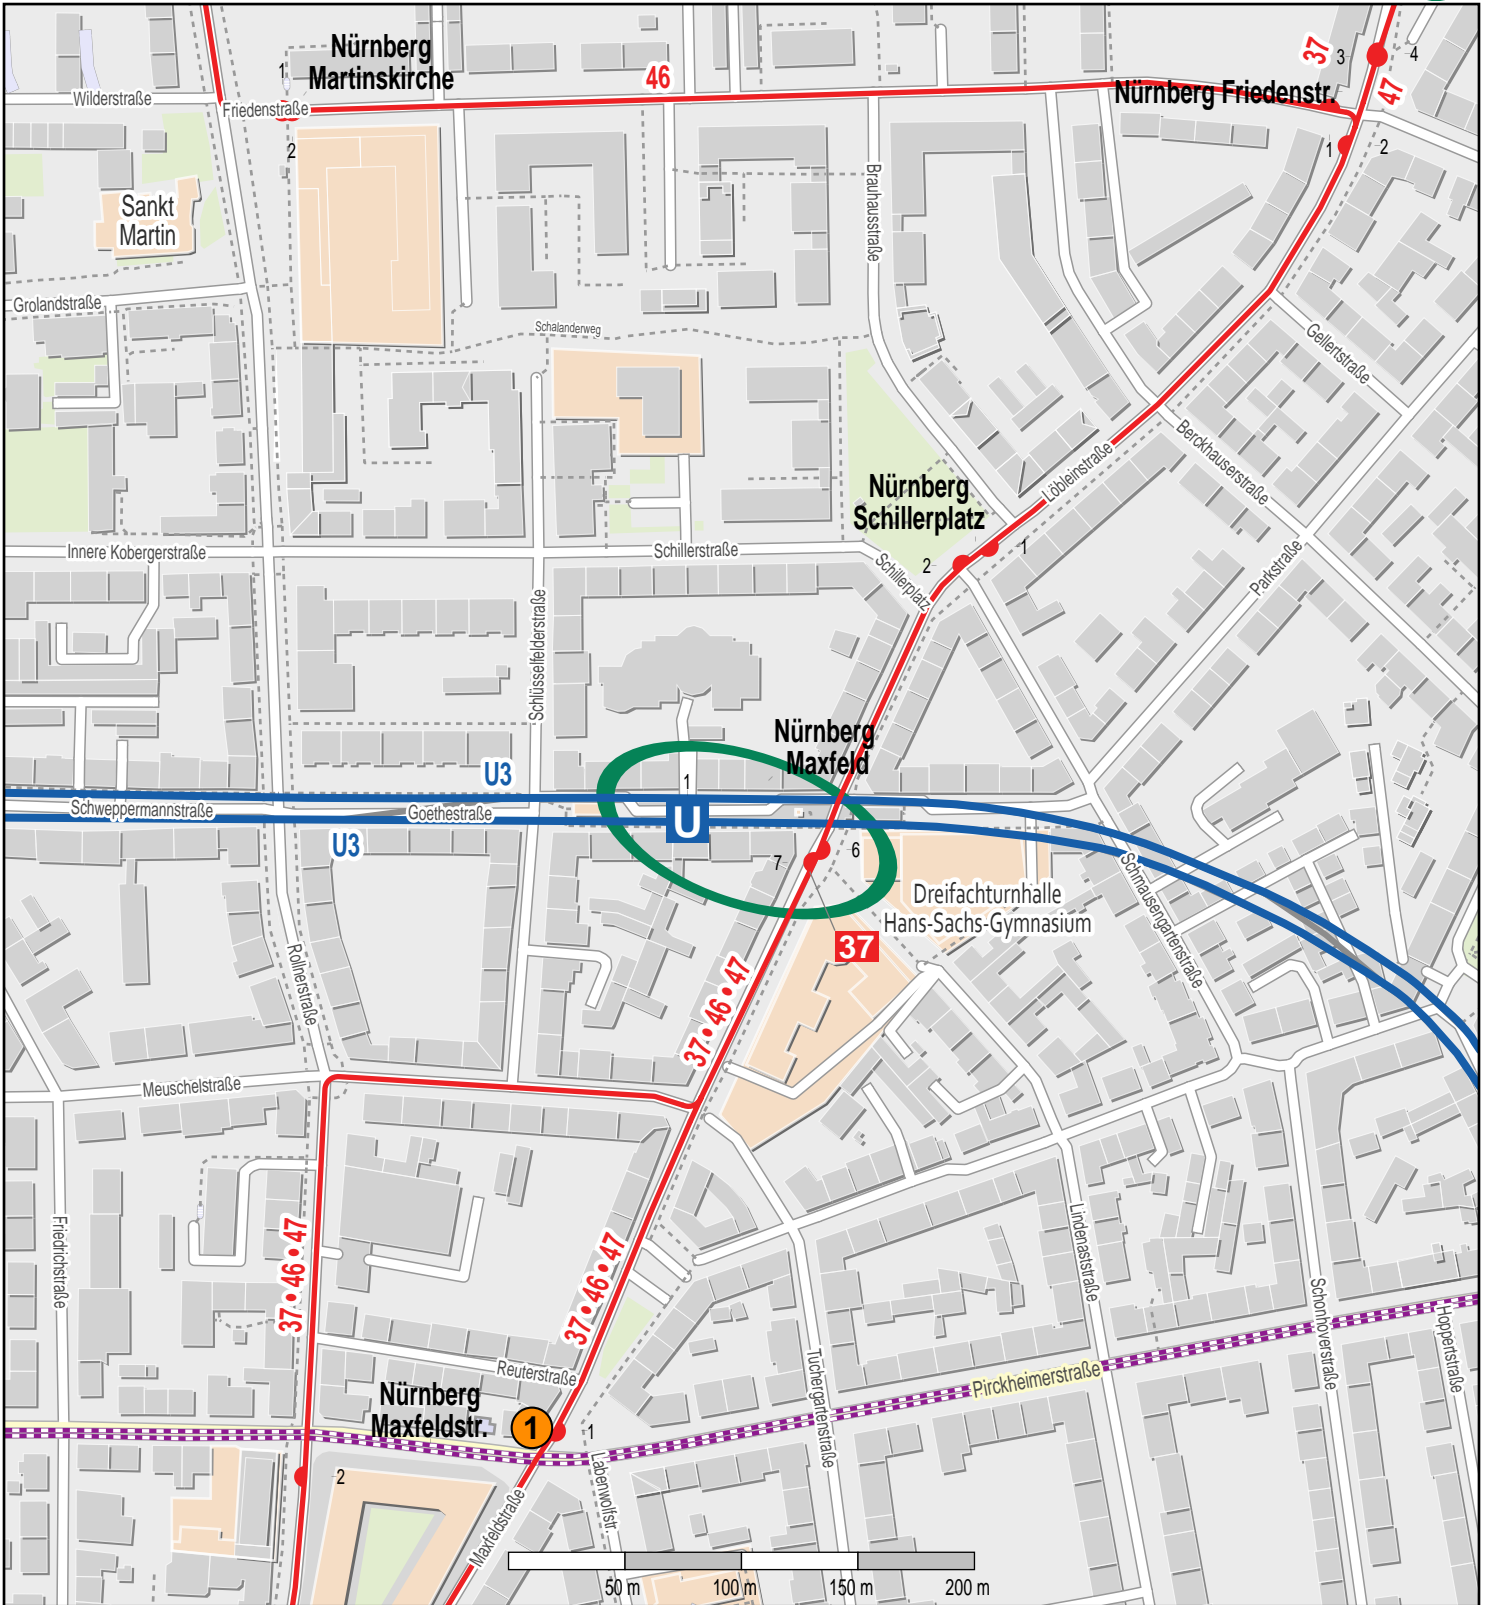 Nürnberg
Martinskirche
1
46
37
3
4
47
Nürnberg Friedenstr.
Wilderstraße
Friedenstraße
2
1
2
Brauhausstraße
Sankt
Martin
Grolandstraße
Schalanderweg
Gellertstraße
Berckhauserstraße
Löbleinstraße
Nürnberg
Schillerplatz
1
2
Innere Kobergerstraße
Schillerstraße
Schillerplatz
Parkstraße
Schlüsselfelderstraße
Nürnberg
Maxfeld
U3
1
Schweppermannstraße
Goethestraße
U
U3
7
6
Dreifachturnhalle
Hans-Sachs-Gymnasium
Schmausengartenstraße
37
Rollnerstraße
37•46•47
Meuschelstraße
Friedrichstraße
37•46•47
37•46•47
Lindenaststraße
Schonhoverstraße
Hoppertstraße
Reuterstraße
Tuchergartenstraße
Pirckheimerstraße
Nürnberg
Maxfeldstr.
1
1
2
Labenwolfstr.
Maxfeldstraße
50 m
100 m
150 m
200 m